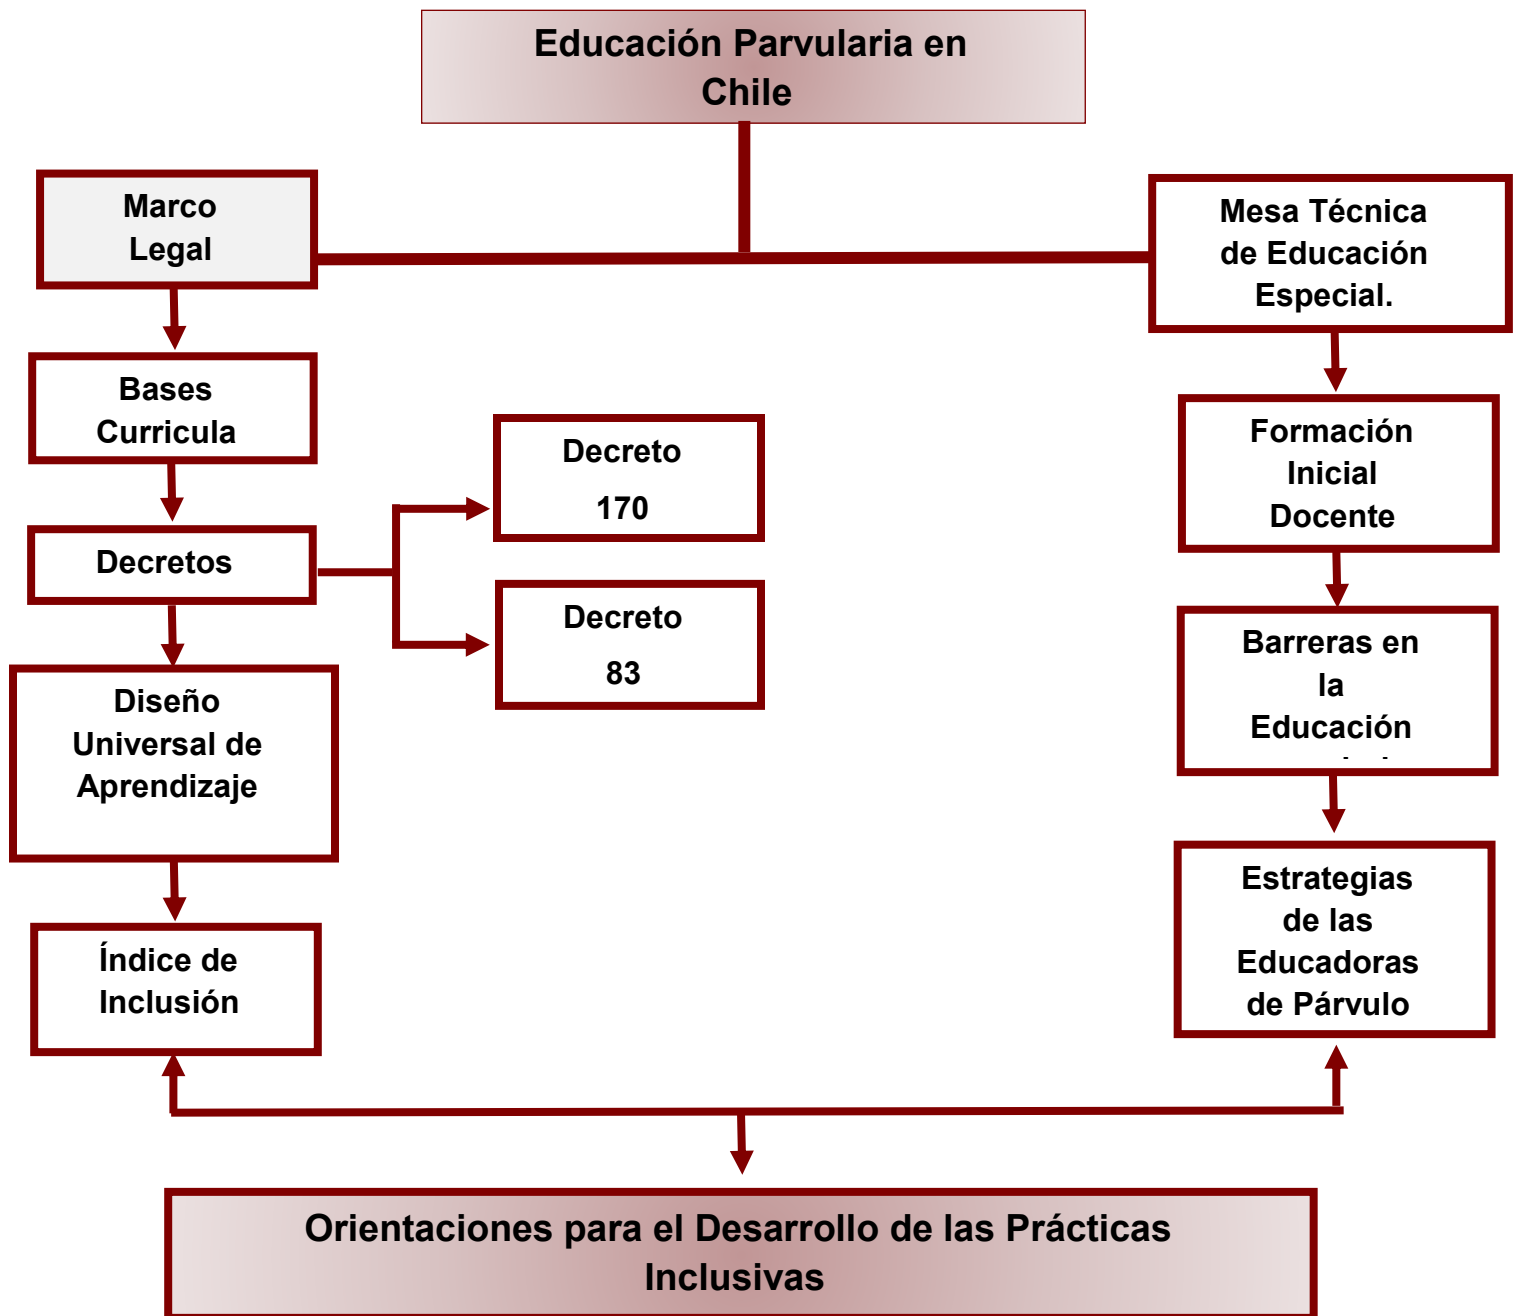 Educación Parvularia en
Chile
Marco
Legal
Mesa Técnica
de Educación
Especial.
Bases
Curricula
Decreto
170
Formación
Inicial
Docente
Decretos
Decreto
83
Barreras en
la
Educación
Diseño
Universal de
Aprendizaje
Estrategias
de las
Educadoras
de Párvulo
Índice de
Inclusión
Orientaciones para el Desarrollo de las Prácticas
Inclusivas